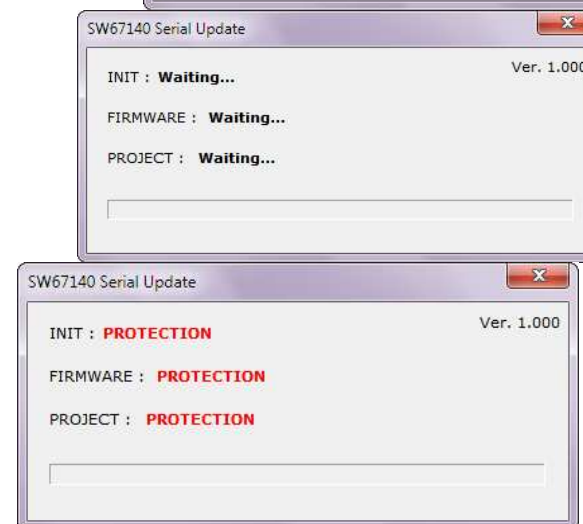 SW67140 Serial Update
Ver. 1.000
INIT : Waiting...
FIRMWARE : Waiting...
PROJECT : Waiting...
SW67140 Serial Update
Ver. 1.000
INIT : PROTECTION
FIRMWARE : PROTECTION
PROJECT : PROTECTION